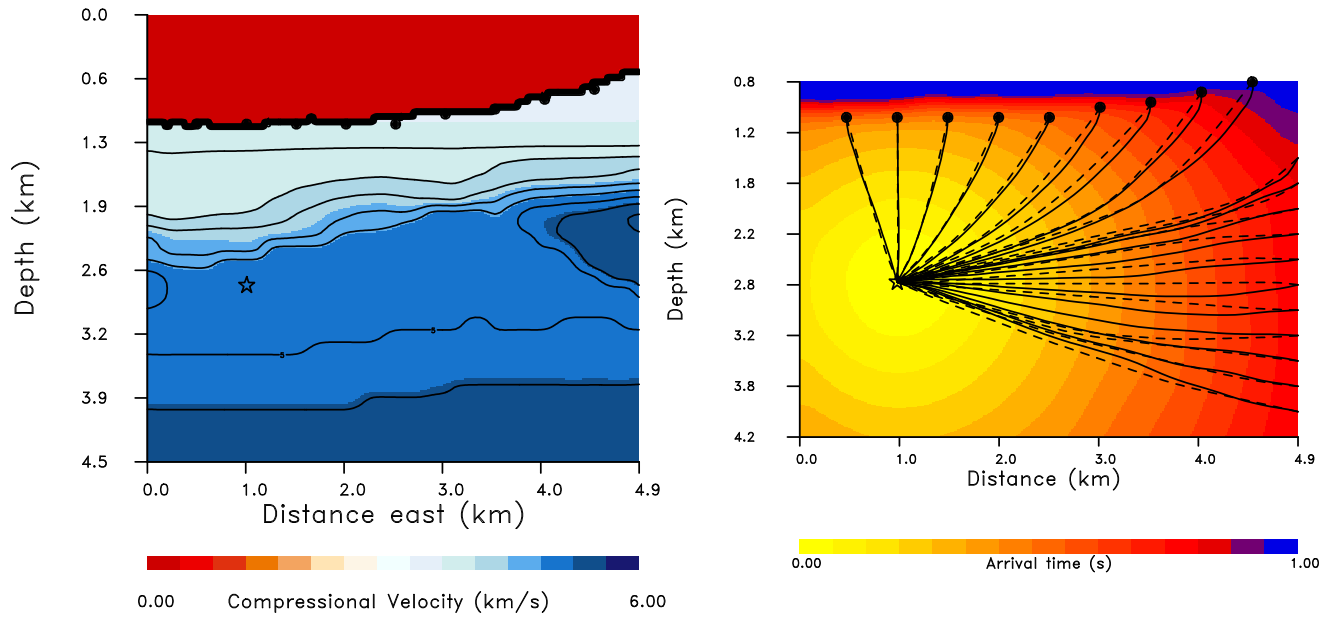 0.0
0.6
1.3
1.9
2.6
3.2
3.9
4.5
Depth (km)
5
5
0.0 1.0 2.0 3.0 4.0 4.9
Distance east (km)
0.00 Compressional Velocity (km/s) 6.00
0.8
1.2
1.8
2.2
2.8
3.2
3.8
4.2
Depth (km)
0.00 1.0 2.0 3.0 4.0 4.9
Distance (km)
0.00 Arrival time (s) 1.00